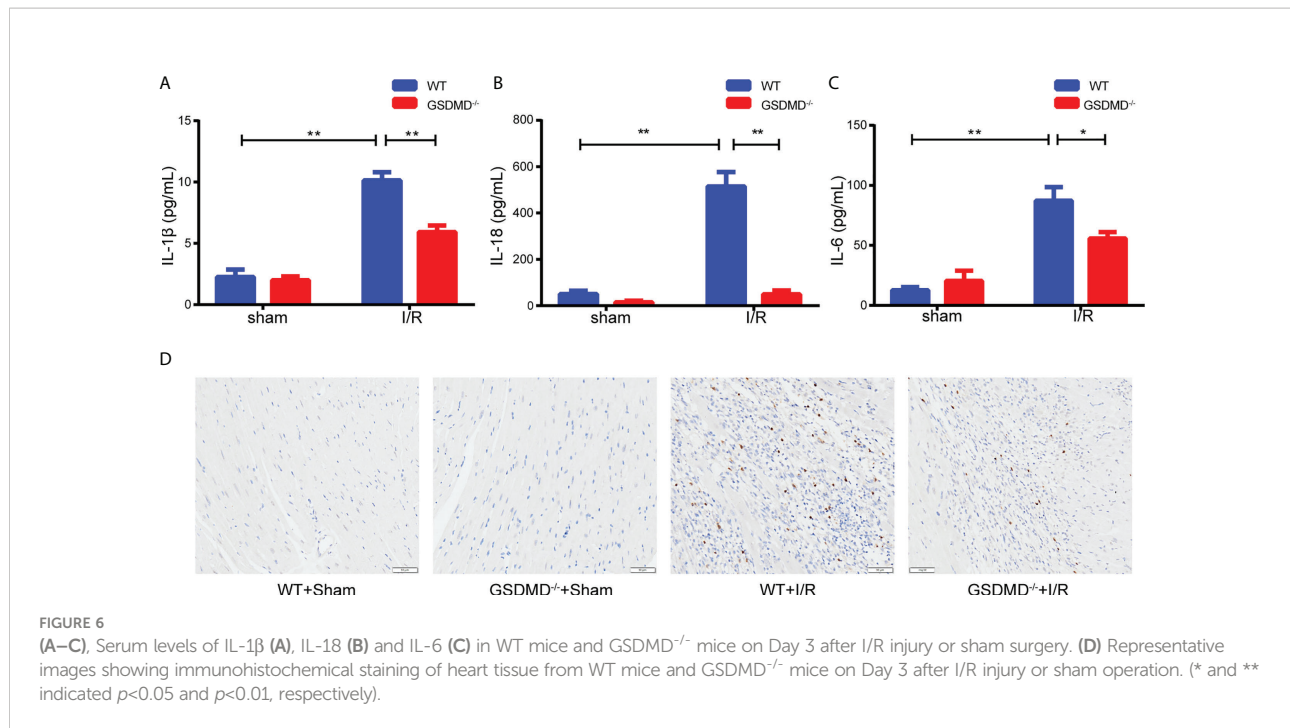 A
WT
GSDMD-/-
15
10
5
0
IL-1β (pg/mL)
**
**
sham
I/R
B
WT
GSDMD-/-
800
600
400
200
0
IL-18 (pg/mL)
**
**
sham
I/R
C
WT
GSDMD-/-
150
100
50
0
IL-6 (pg/mL)
**
*
sham
I/R
D
WT+Sham
GSDMD-/-+Sham
WT+I/R
GSDMD-/-+I/R
FIGURE 6
(A–C), Serum levels of IL-1β (A), IL-18 (B) and IL-6 (C) in WT mice and GSDMD-/- mice on Day 3 after I/R injury or sham surgery. (D) Representative
images showing immunohistochemical staining of heart tissue from WT mice and GSDMD-/- mice on Day 3 after I/R injury or sham operation. (* and **
indicated p<0.05 and p<0.01, respectively).